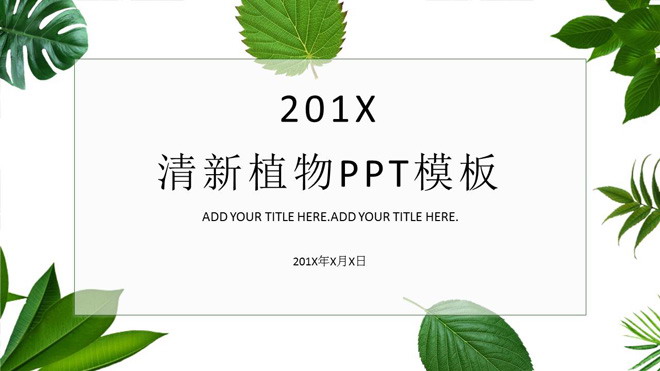 201X
清新植物PPT模板
ADD YOUR TITLE HERE.ADD YOUR TITLE HERE.
201X年X月X日